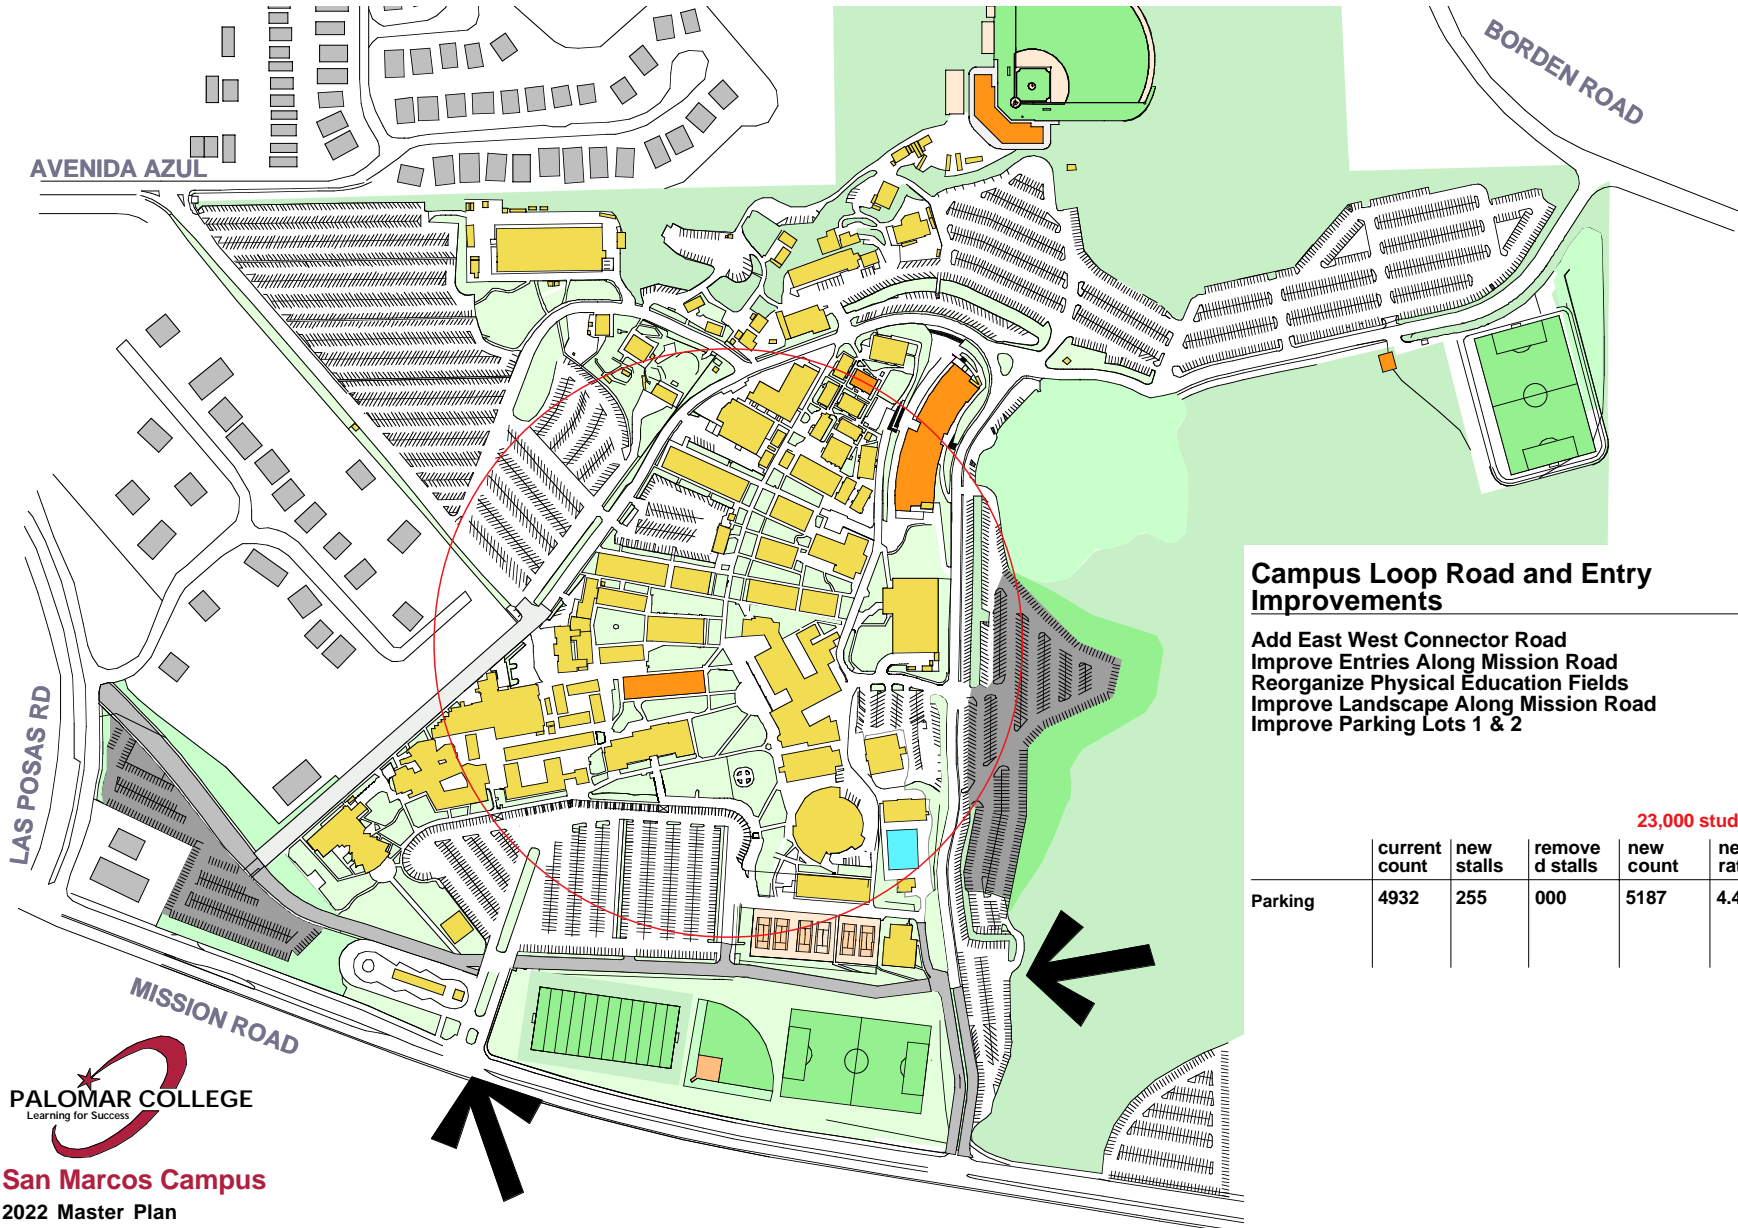 BORDEN ROAD
AVENIDA AZUL
LAS POSAS RD
MISSION ROAD
Campus Loop Road and Entry
Improvements
Add East West Connector Road
Improve Entries Along Mission Road
Reorganize Physical Education Fields
Improve Landscape Along Mission Road
Improve Parking Lots 1 & 2
23,000 stud
current new remove new ne
count stalls d stalls count rat
Parking 4932 255 000 5187 4.4
PALOMAR COLLEGE
Learning for Success
San Marcos Campus
2022 Master Plan